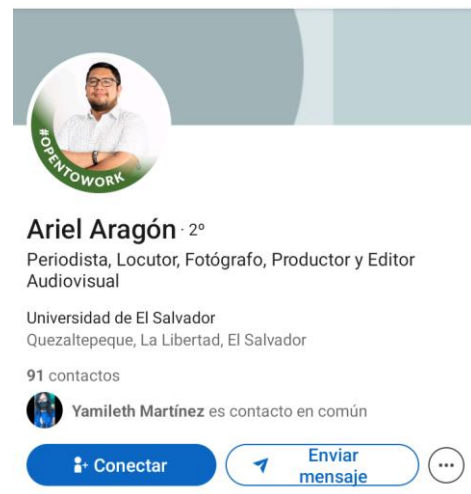 #OPENTOWORK
Ariel Aragón · 2º
Periodista, Locutor, Fotógrafo, Productor y Editor
Audiovisual
Universidad de El Salvador
Quezaltepeque, La Libertad, El Salvador
91 contactos
Yamileth Martínez es contacto en común
Conectar
Enviar
mensaje